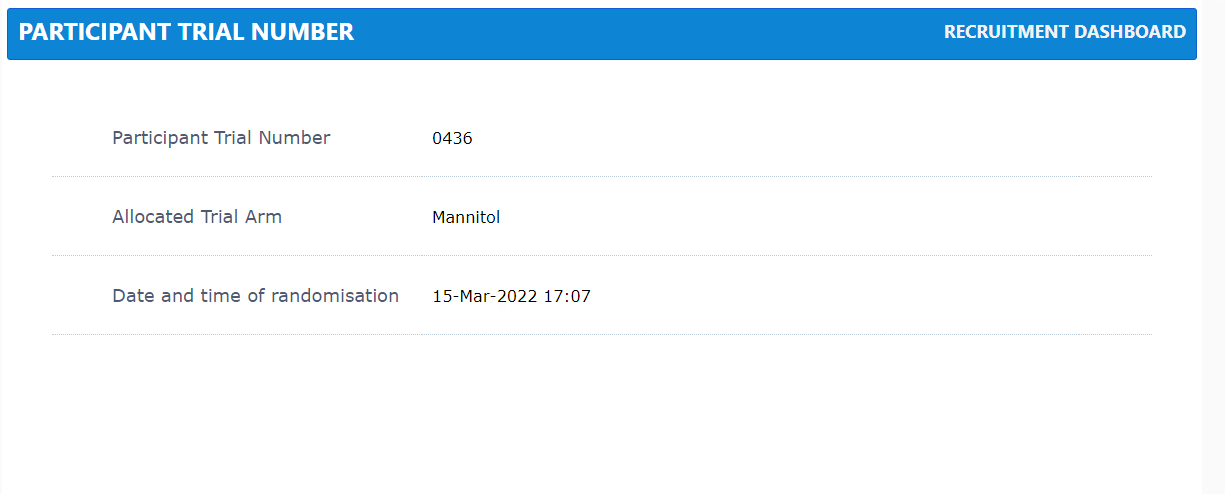 PARTICIPANT TRIAL NUMBER RECRUITMENT DASHBOARD
Participant Trial Number 0436
Allocated Trial Arm Mannitol
Date and time of randomisation 15-Mar-2022 17:07